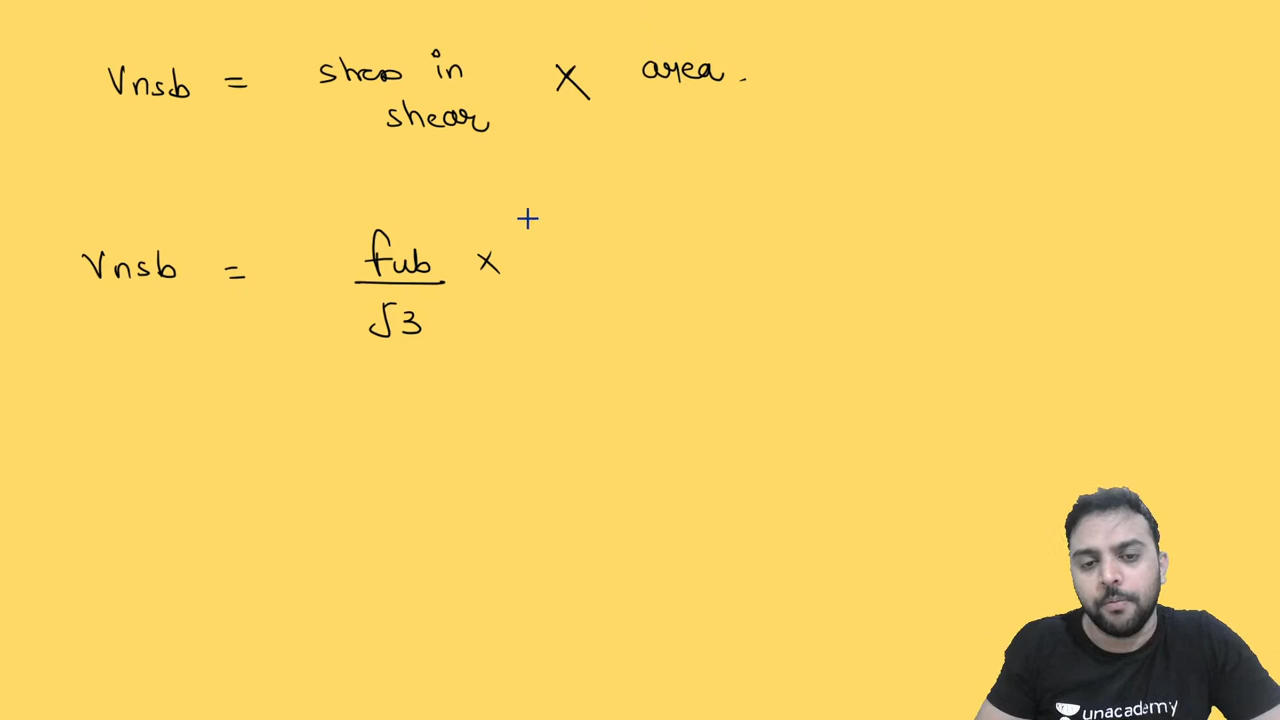 Vnsb = stress in shear × area.
Vnsb = fub/√3 ×
unacademy